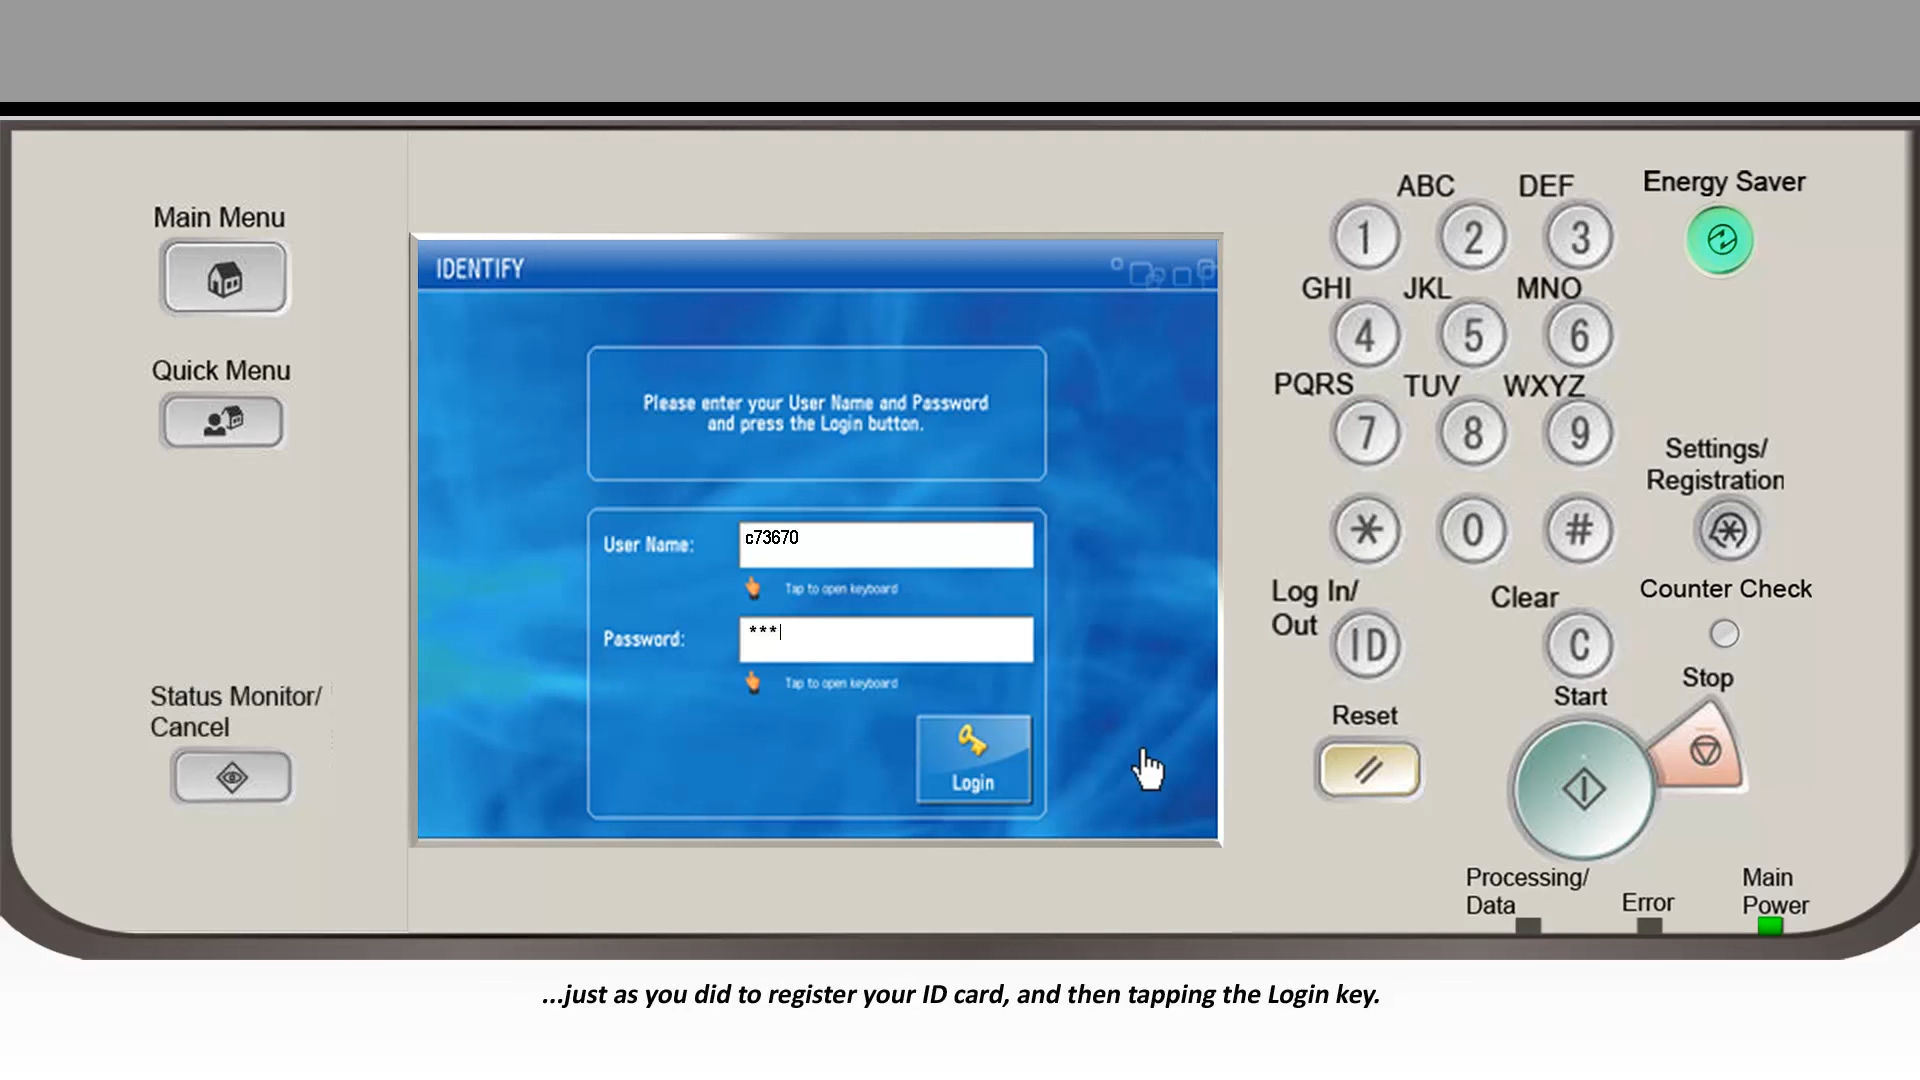 ABC
DEF
Energy Saver
Main Menu
1
2
3
IDENTIFY
GHI
JKL
MNO
4
5
6
Quick Menu
PQRS
TUV
WXYZ
Please enter your User Name and Password
and press the Login button.
7
8
9
Settings/
Registration
User Name:
c73670
*
0
#
Tap to open keyboard
Log In/
Out
ID
Clear
C
Counter Check
Password:
***
Tap to open keyboard
Stop
Start
Status Monitor/
Cancel
Reset
Login
Processing/
Data
Error
Main
Power
...just as you did to register your ID card, and then tapping the Login key.